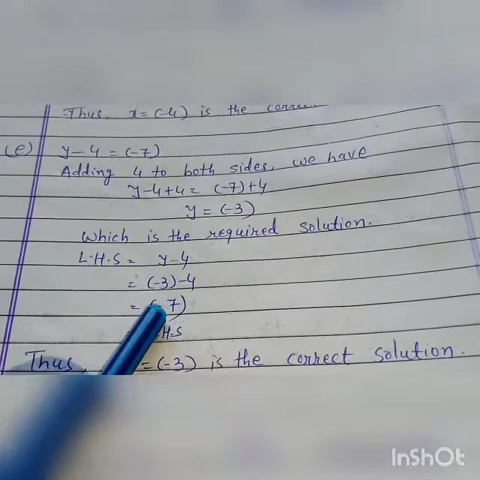 Thus, x=(-4) is the
(e) y-4=(-7)
Adding 4 to both sides, we have
y-4+4= (-7)+4
y=(-3)
Which is the required solution.
L.H.S= y-4
= (-3)-4
= (-7)
.H.S
Thus, =(-3) is the correct solution.
InShOt